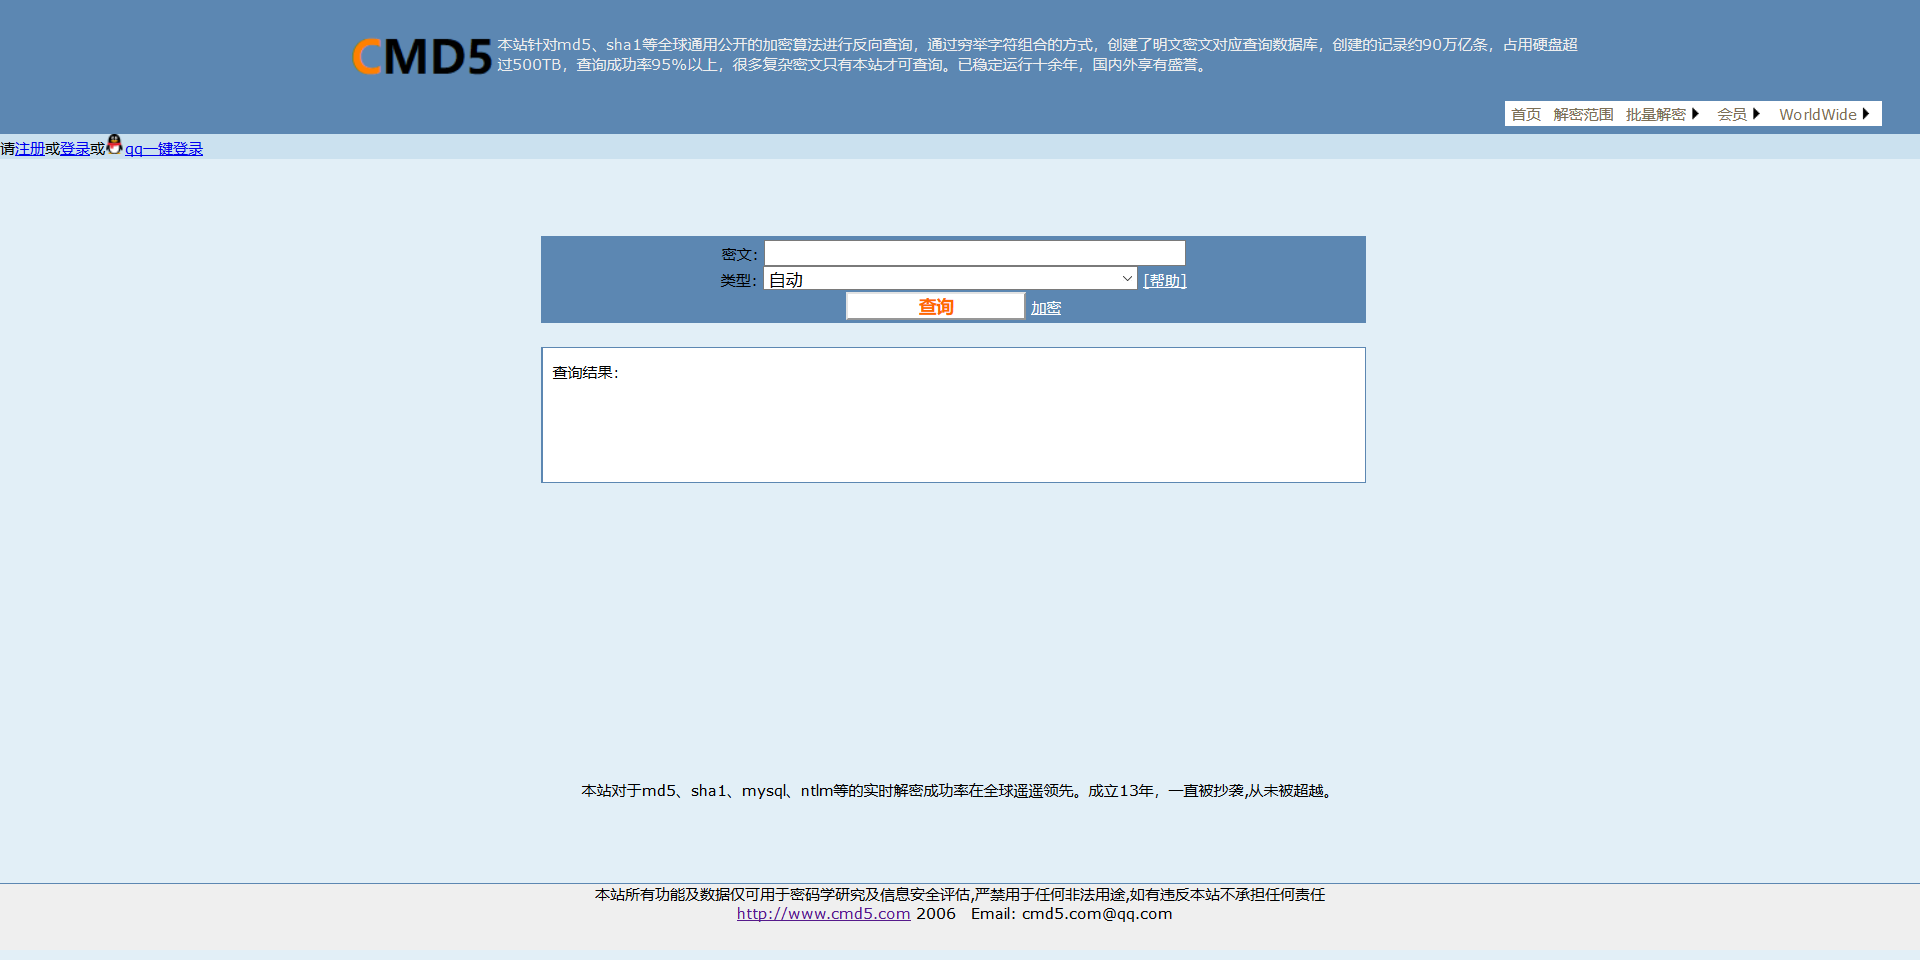 CMD5
本站针对md5、sha1等全球通用公开的加密算法进行反向查询，通过穷举字符组合的方式，创建了明文密文对应查询数据库，创建的记录约90万亿条，占用硬盘超
过500TB，查询成功率95%以上，很多复杂密文只有本站才可查询。已稳定运行十余年，国内外享有盛誉。
首页 解密范围 批量解密 会员 WorldWide
请注册或登录或qq一键登录
密文：
类型： 自动 [帮助]
查询 加密
查询结果：
本站对于md5、sha1、mysql、ntlm等的实时解密成功率在全球遥遥领先。成立13年，一直被抄袭,从未被超越。
本站所有功能及数据仅可用于密码学研究及信息安全评估,严禁用于任何非法用途,如有违反本站不承担任何责任
http://www.cmd5.com 2006 Email: cmd5.com@qq.com